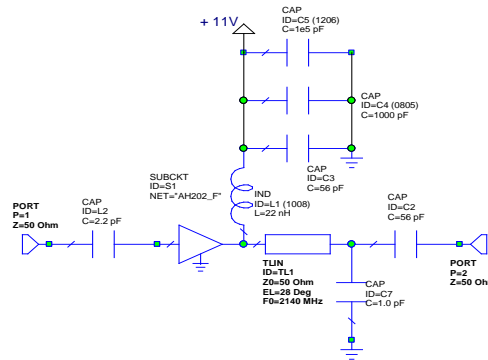 + 11V
CAP
ID=C5 (1206)
C=1e5 pF
CAP
ID=C4 (0805)
C=1000 pF
CAP
ID=C3
C=56 pF
SUBCKT
ID=S1
NET="AH202_F"
IND
ID=L1 (1008)
L=22 nH
PORT
P=1
Z=50 Ohm
CAP
ID=L2
C=2.2 pF
CAP
ID=C2
C=56 pF
TLIN
ID=TL1
Z0=50 Ohm
EL=28 Deg
F0=2140 MHz
CAP
ID=C7
C=1.0 pF
PORT
P=2
Z=50 Oh